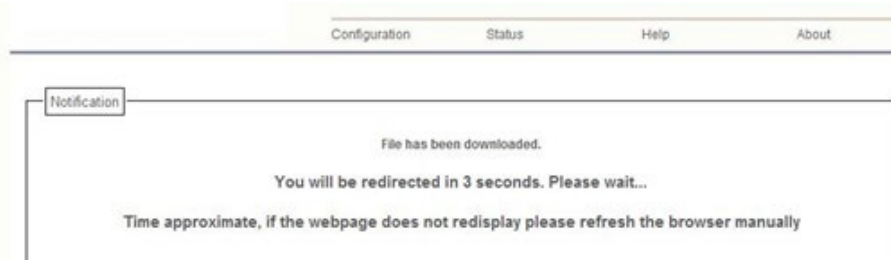 Configuration Status Help About
Notification
File has been downloaded.
You will be redirected in 3 seconds. Please wait...
Time approximate, if the webpage does not redisplay please refresh the browser manually